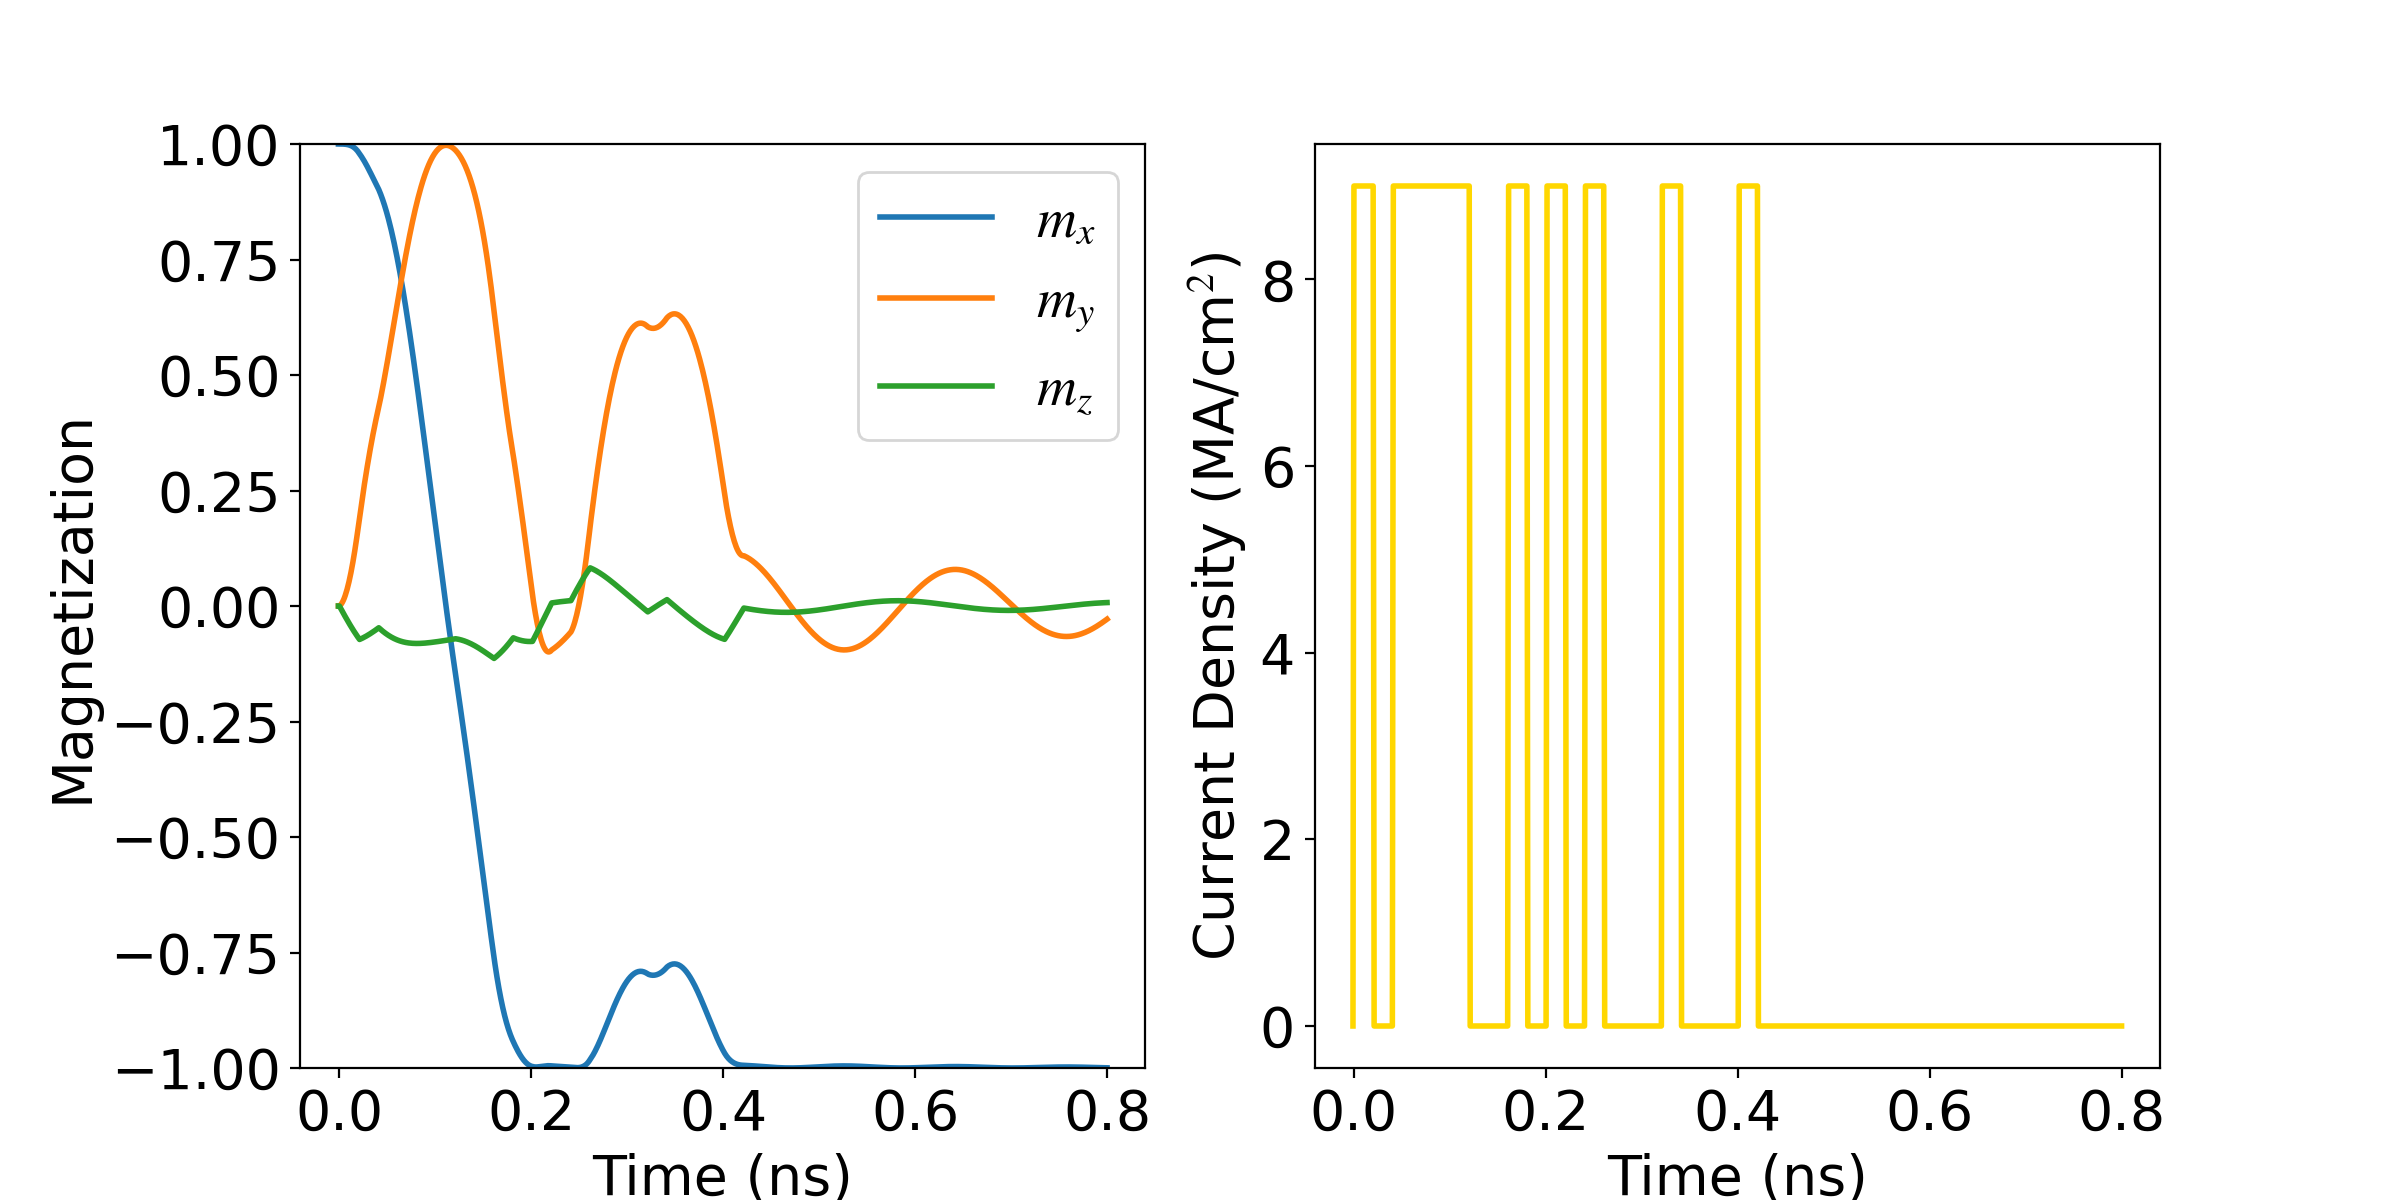 1.00
0.75
0.50
0.25
0.00
−0.25
−0.50
−0.75
−1.00
Magnetization
0.0 0.2 0.4 0.6 0.8
Time (ns)
m_x
m_y
m_z
8
6
4
2
0
Current Density (MA/cm²)
0.0 0.2 0.4 0.6 0.8
Time (ns)